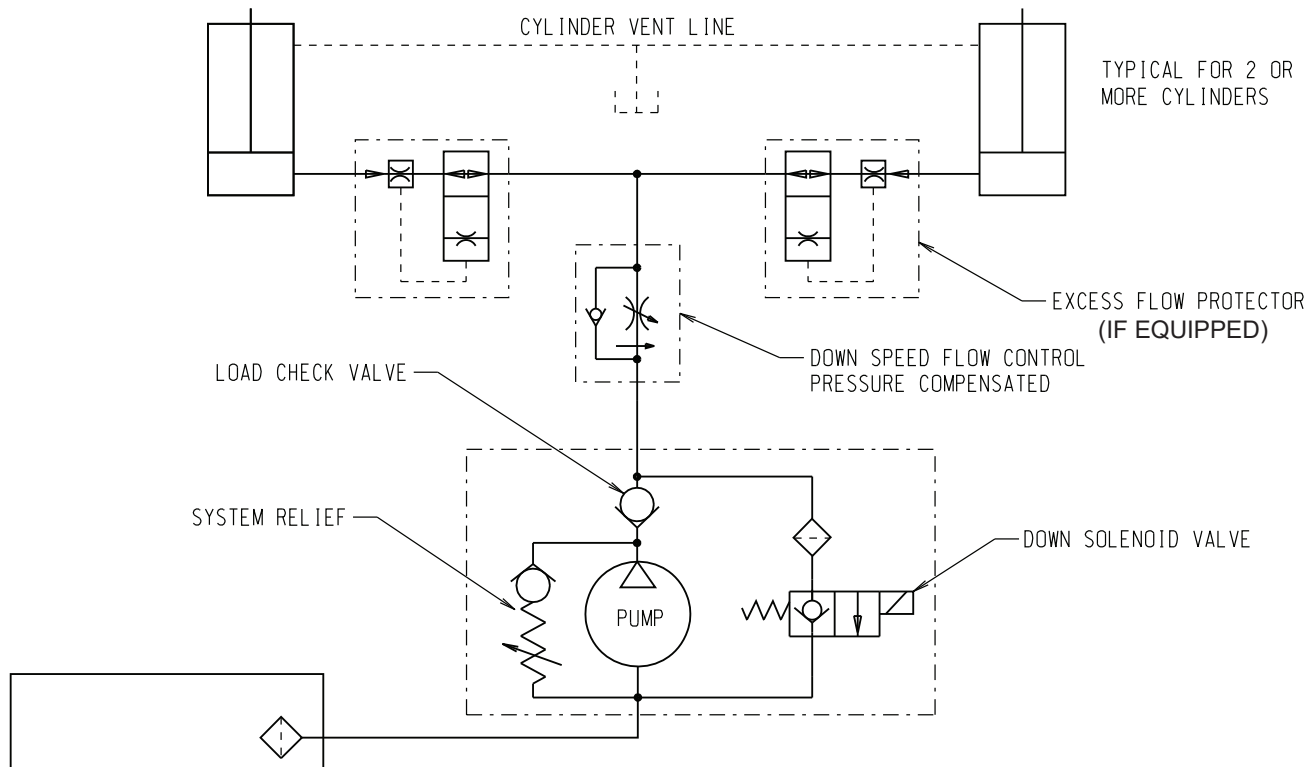 CYLINDER VENT LINE
TYPICAL FOR 2 OR
MORE CYLINDERS
EXCESS FLOW PROTECTOR
(IF EQUIPPED)
DOWN SPEED FLOW CONTROL
PRESSURE COMPENSATED
LOAD CHECK VALVE
SYSTEM RELIEF
DOWN SOLENOID VALVE
PUMP